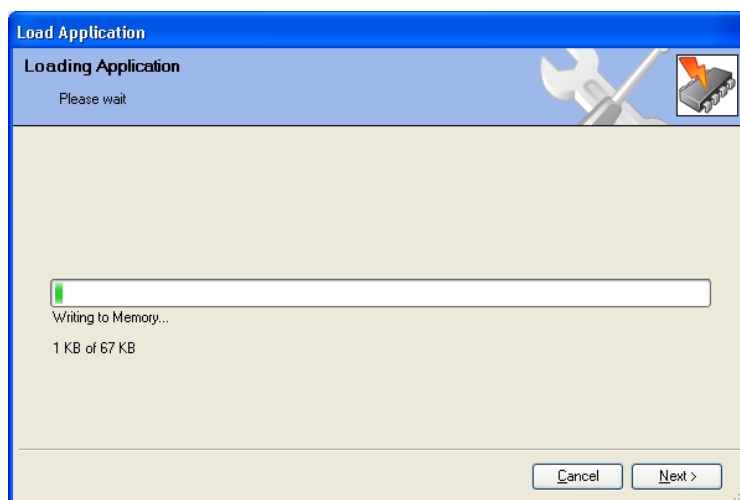 Load Application
Loading Application
Please wait
Writing to Memory...
1 KB of 67 KB
Cancel
Next >